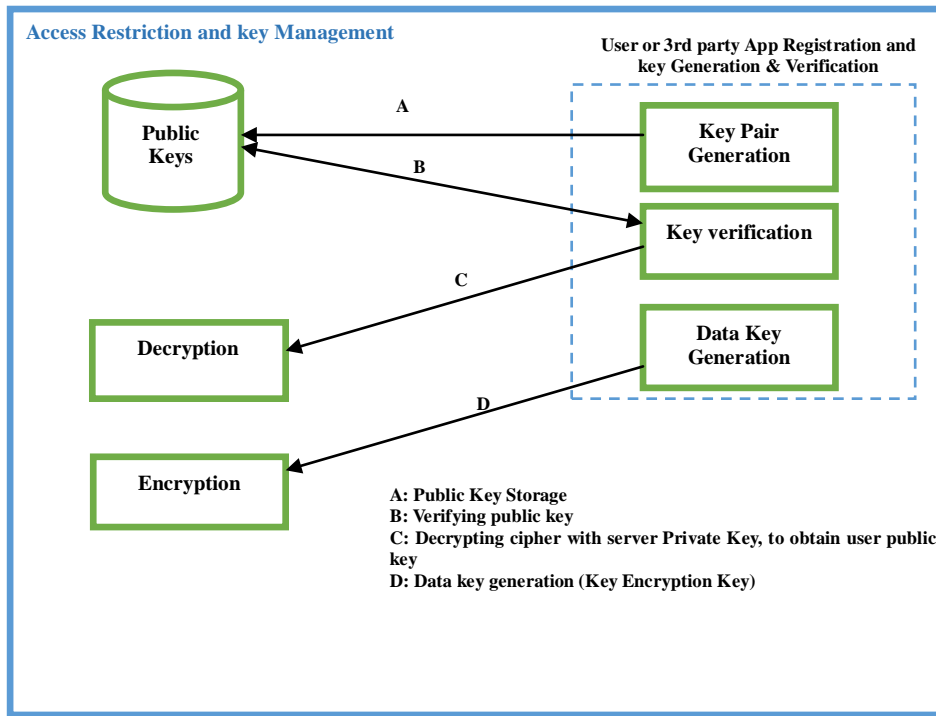 Access Restriction and key Management
User or 3rd party App Registration and
key Generation & Verification
Public
Keys
A
Key Pair
Generation
B
Key verification
C
Decryption
Data Key
Generation
D
Encryption
A: Public Key Storage
B: Verifying public key
C: Decrypting cipher with server Private Key, to obtain user public
key
D: Data key generation (Key Encryption Key)